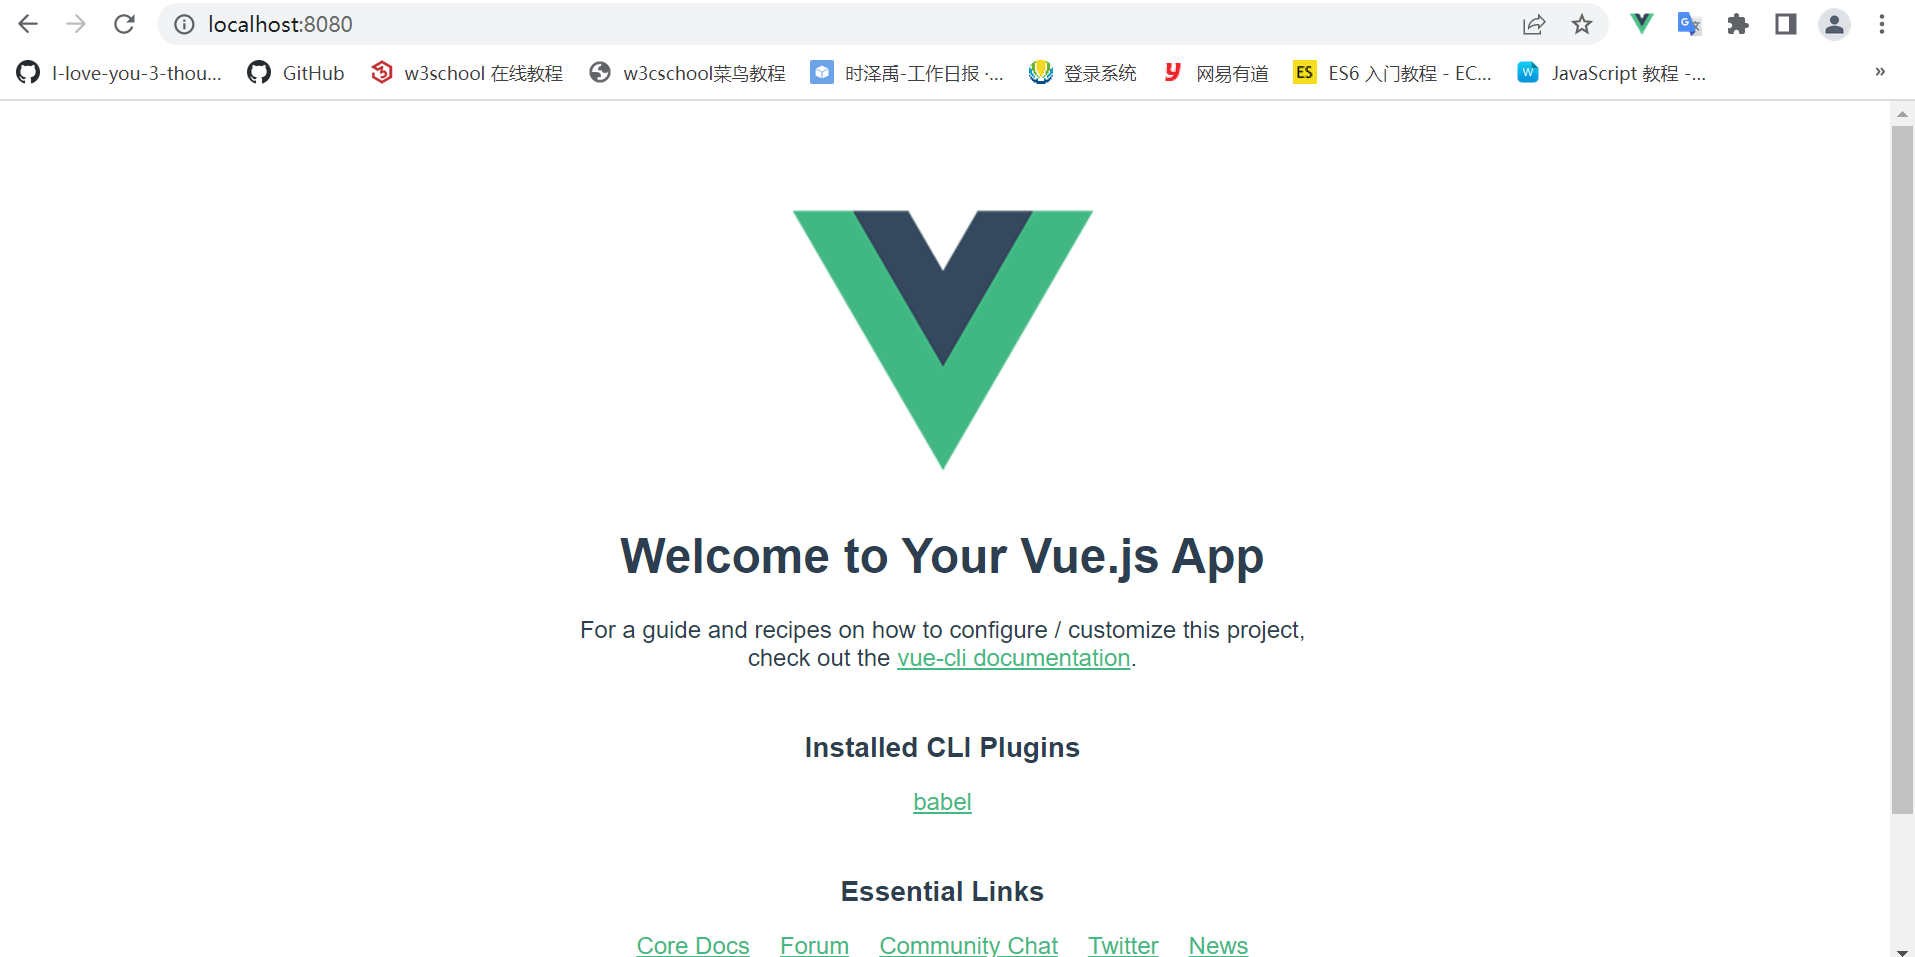 localhost:8080
I-love-you-3-thou...
GitHub
w3school 在线教程
w3cschool菜鸟教程
时泽禹-工作日报 ·...
登录系统
网易有道
ES
ES6 入门教程 - EC...
W
JavaScript 教程 -...
»
Welcome to Your Vue.js App
For a guide and recipes on how to configure / customize this project,
check out the vue-cli documentation.
Installed CLI Plugins
babel
Essential Links
Core Docs Forum Community Chat Twitter News